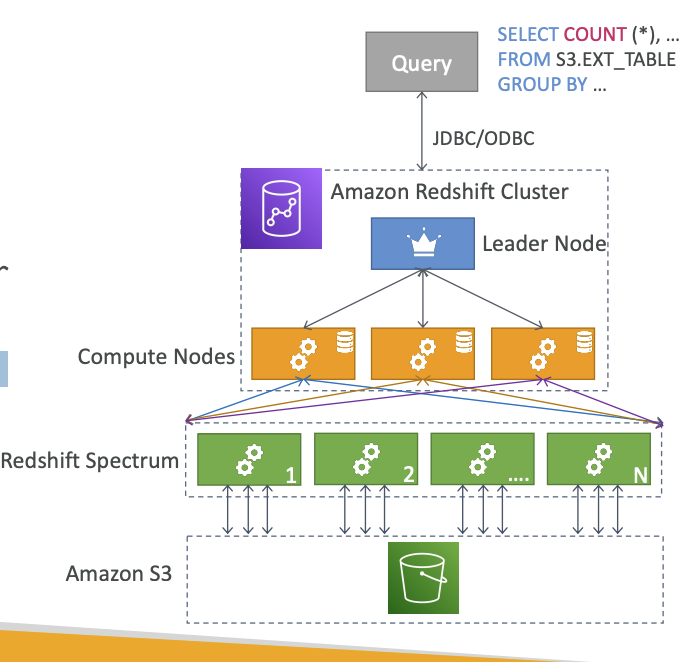 Query
SELECT COUNT (*), ...
FROM S3.EXT_TABLE
GROUP BY ...
JDBC/ODBC
Amazon Redshift Cluster
Leader Node
Compute Nodes
Redshift Spectrum
1
2
....
N
Amazon S3